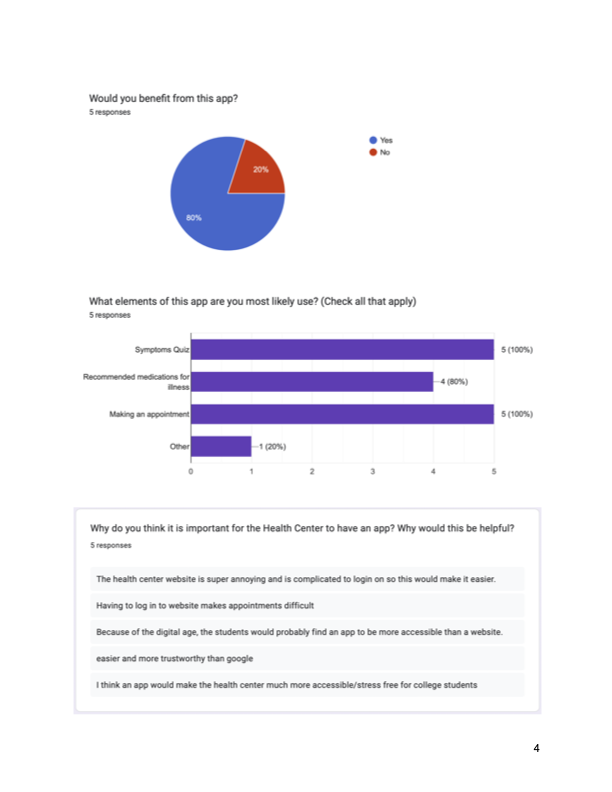 Would you benefit from this app?
5 responses
Yes
No
20%
80%
What elements of this app are you most likely use? (Check all that apply)
5 responses
Symptoms Quiz
5 (100%)
Recommended medications for
illness
4 (80%)
Making an appointment
5 (100%)
Other
1 (20%)
0 1 2 3 4 5
Why do you think it is important for the Health Center to have an app? Why would this be helpful?
5 responses
The health center website is super annoying and is complicated to login on so this would make it easier.
Having to log in to website makes appointments difficult
Because of the digital age, the students would probably find an app to be more accessible than a website.
easier and more trustworthy than google
I think an app would make the health center much more accessible/stress free for college students
4